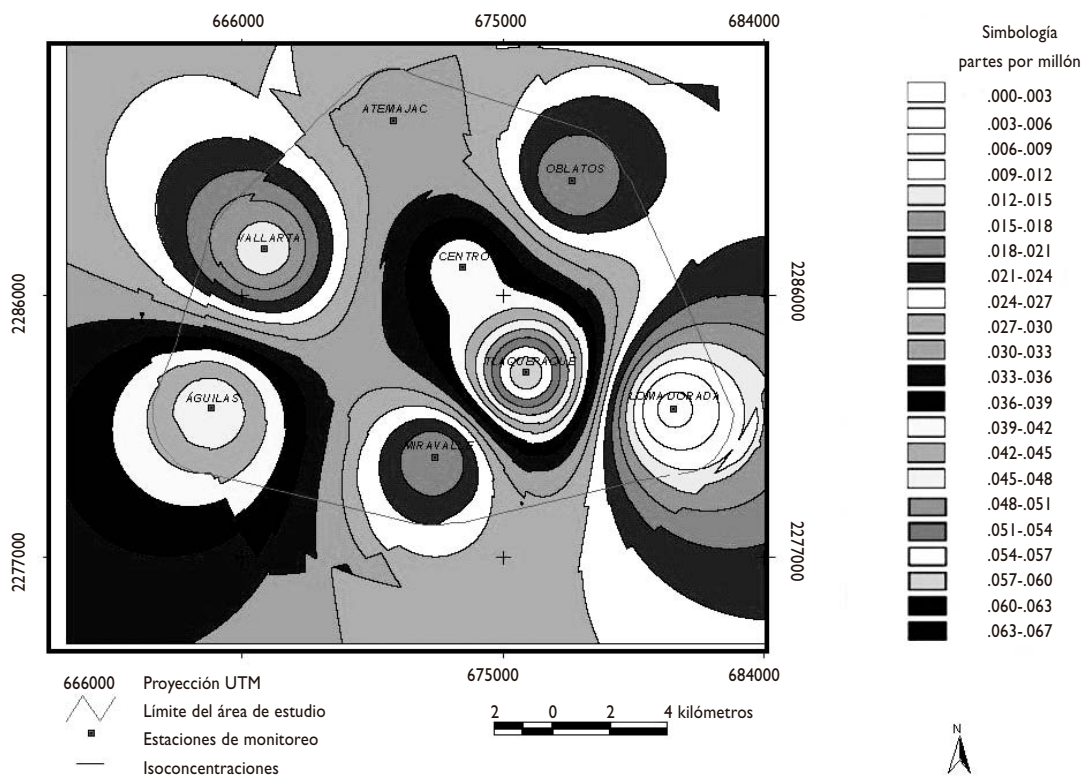 666000
675000
684000
ATEMAJAC
OBLATOS
VALLARTA
CENTRO
TLAQUEPAQUE
LOMA DORADA
ÁGUILAS
MIRAVALLE
2286000
2277000
2286000
2277000
666000
675000
684000
666000 Proyección UTM
Límite del área de estudio
Estaciones de monitoreo
Isoconcentraciones
2 0 2 4 kilómetros
N
Simbología
partes por millón
.000-.003
.003-.006
.006-.009
.009-.012
.012-.015
.015-.018
.018-.021
.021-.024
.024-.027
.027-.030
.030-.033
.033-.036
.036-.039
.039-.042
.042-.045
.045-.048
.048-.051
.051-.054
.054-.057
.057-.060
.060-.063
.063-.067